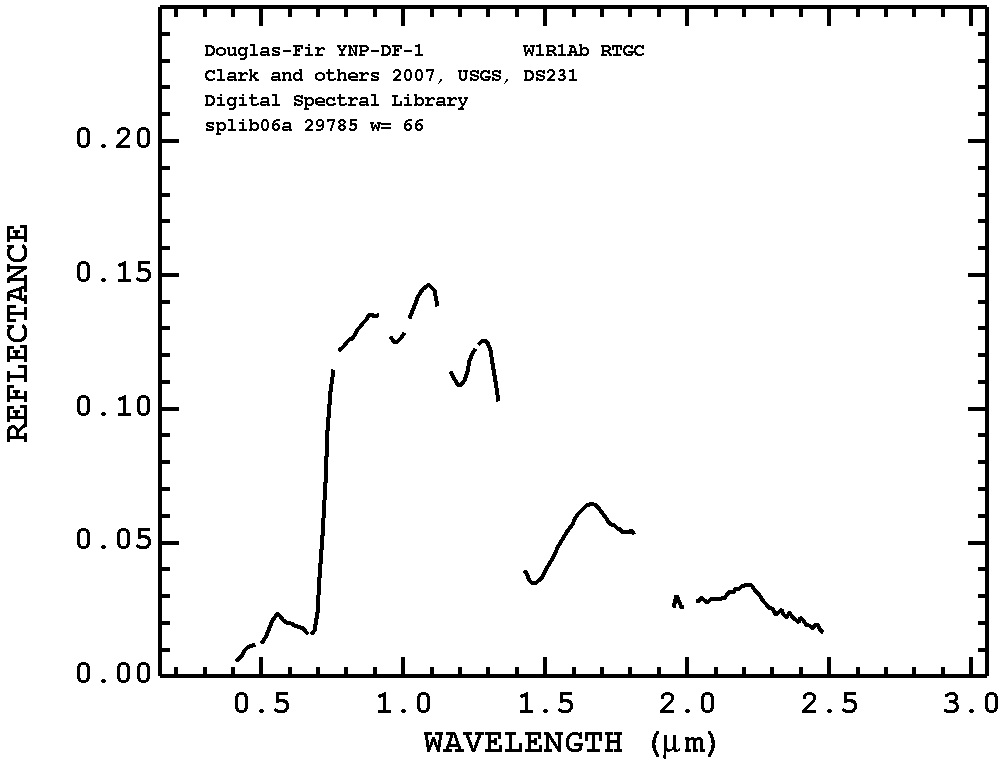 Douglas-Fir YNP-DF-1 W1R1Ab RTGC
Clark and others 2007, USGS, DS231
Digital Spectral Library
splib06a 29785 w= 66
0.20
0.15
0.10
0.05
0.00
REFLECTANCE
0.5 1.0 1.5 2.0 2.5 3.0
WAVELENGTH (μm)